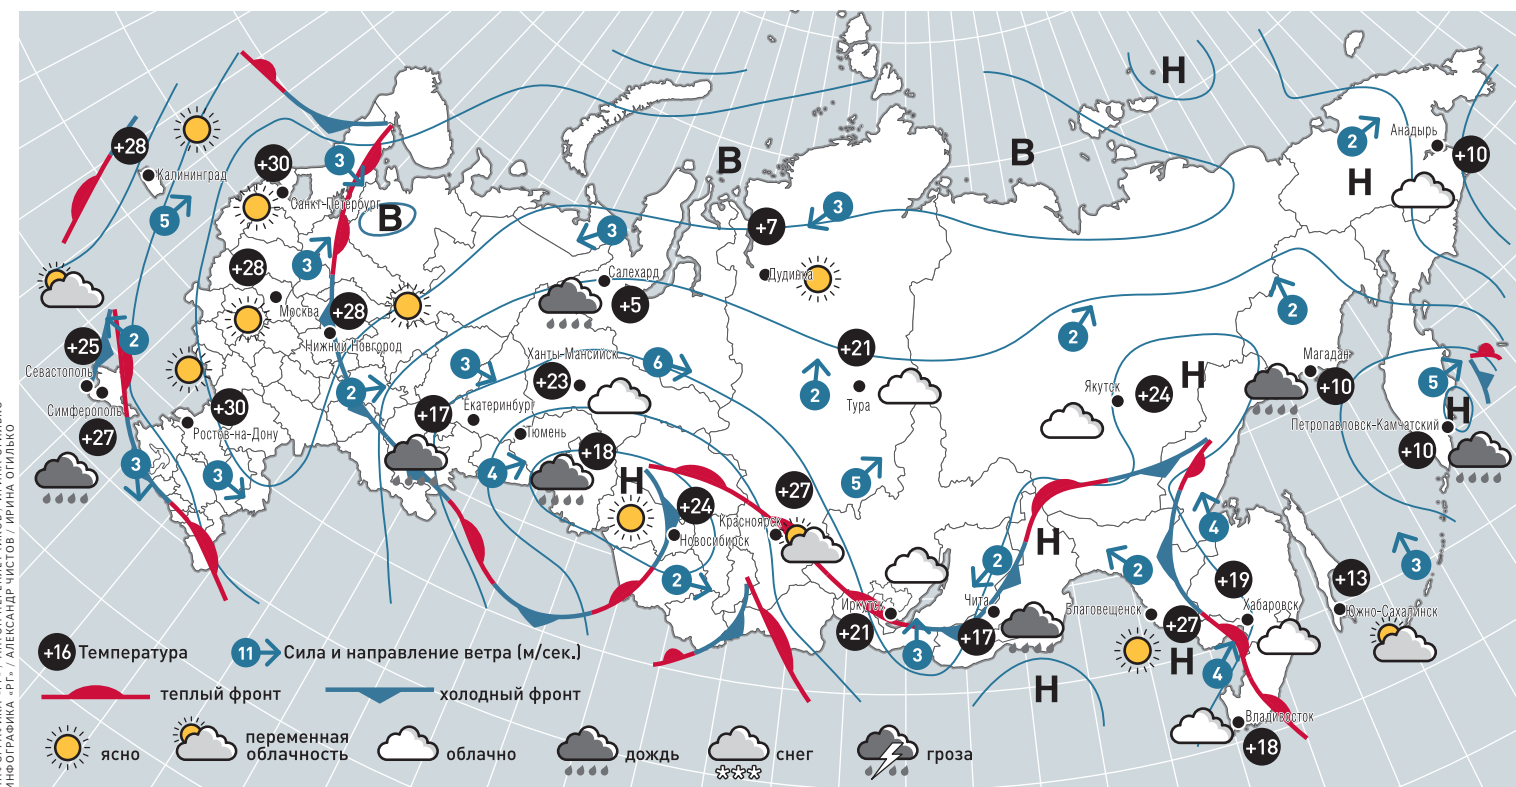 Н
В
В
Н
2
Анадырь
+10
+28
Калининград
+30
3
Санкт-Петербург
В
5
3
+7
3
3
+28
Москва
+28
Нижний Новгород
Дудинка
Салехард
+5
2
2
+25
2
Севастополь
Симферополь
+27
+30
Ростов-на-Дону
3
3
2
3
+17
Екатеринбург
Ханты-Мансийск
+23
6
Тюмень
+18
4
Н
+24
Новосибирск
2
+21
Тура
2
5
+27
Красноярск
Якутск
+24
Н
Магадан
+10
5
Н
Петропавловск-Камчатский
+10
Иркутск
+21
3
2
Чита
+17
Н
Н
2
Благовещенск
+27
Н
4
+19
Хабаровск
4
+13
Южно-Сахалинск
3
Владивосток
+18
+16 Температура
11 Сила и направление ветра (м/сек.)
теплый фронт
холодный фронт
ясно
переменная
облачность
облачно
дождь
снег
гроза
ИНФОГРАФИКА «РГ» / АЛЕКСАНДР ЧИСТОВ / ИРИНА ОГИЛЬКО